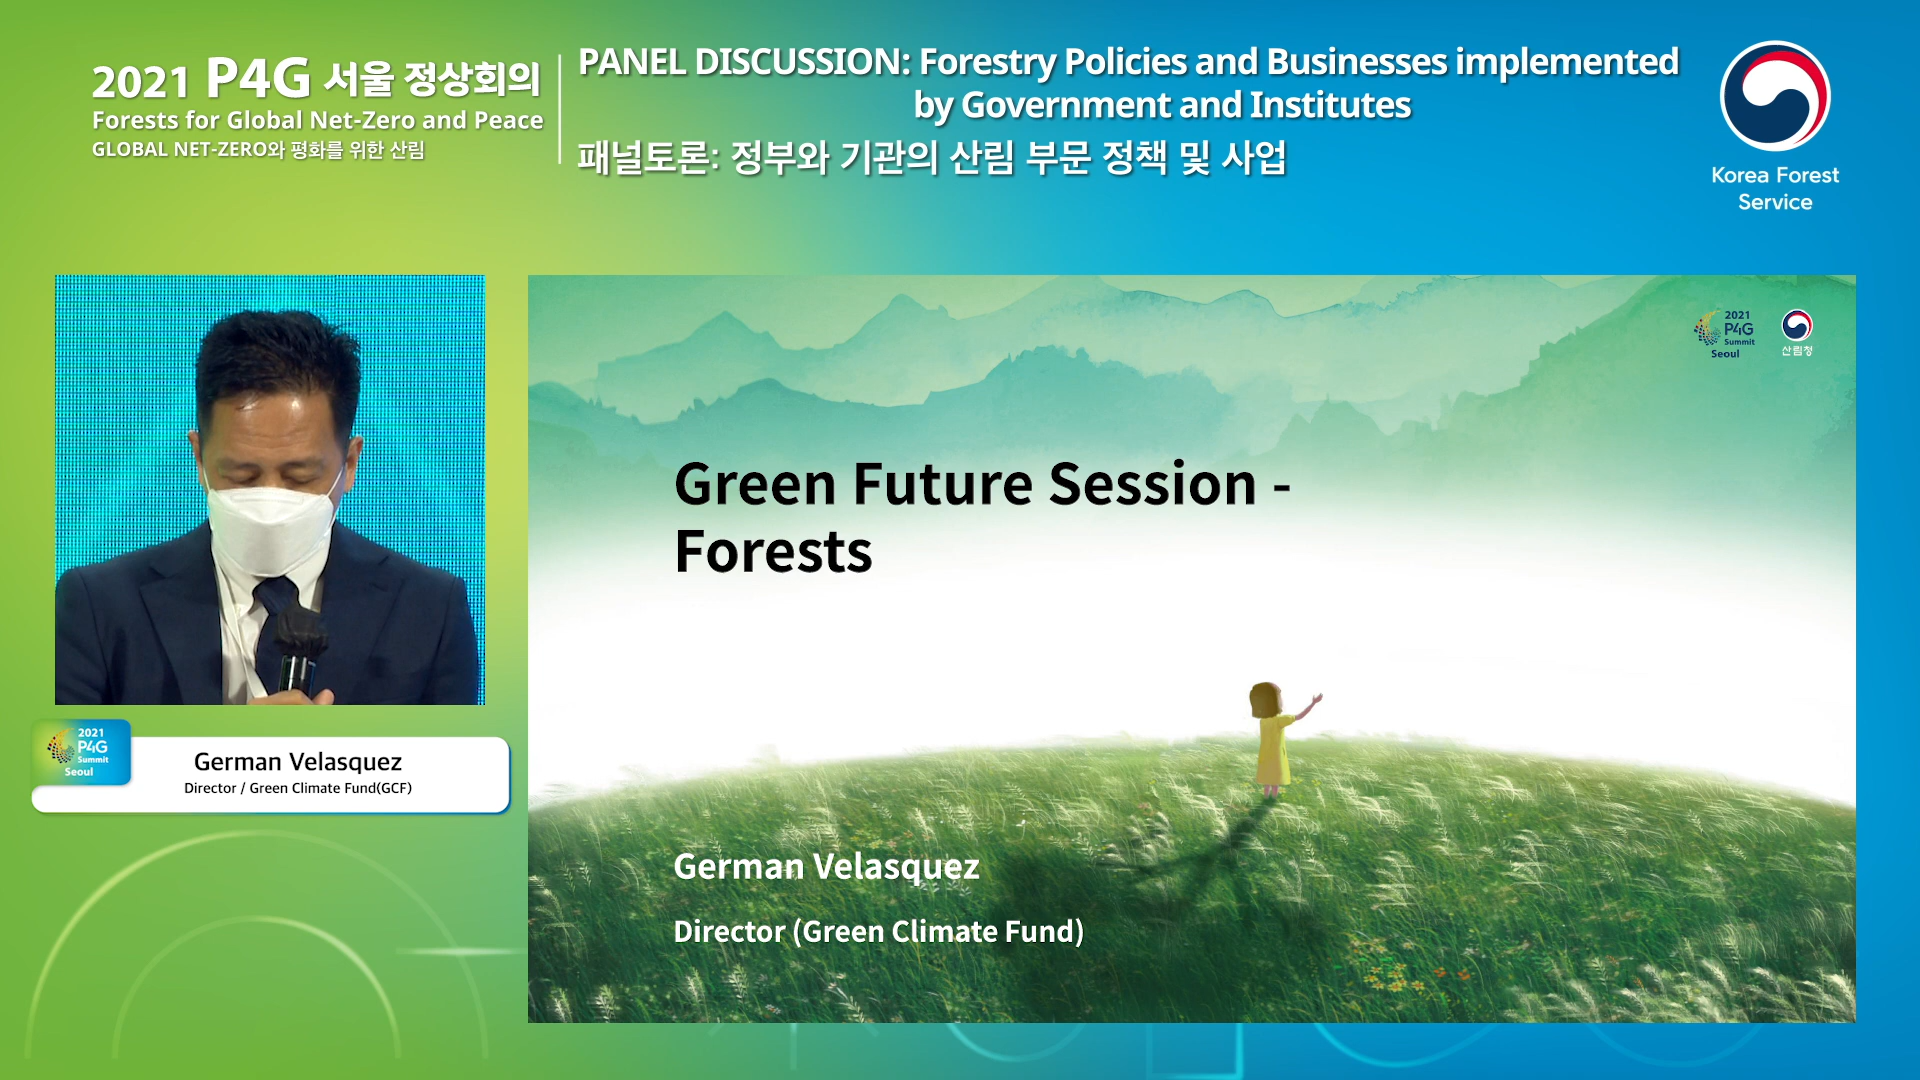 2021 P4G 서울 정상회의
Forests for Global Net-Zero and Peace
GLOBAL NET-ZERO와 평화를 위한 산림
PANEL DISCUSSION: Forestry Policies and Businesses implemented
by Government and Institutes
패널토론: 정부와 기관의 산림 부문 정책 및 사업
Korea Forest
Service
2021
P4G
Summit
Seoul
산림청
Green Future Session -
Forests
German Velasquez
Director (Green Climate Fund)
2021
P4G
Summit
Seoul
German Velasquez
Director / Green Climate Fund(GCF)